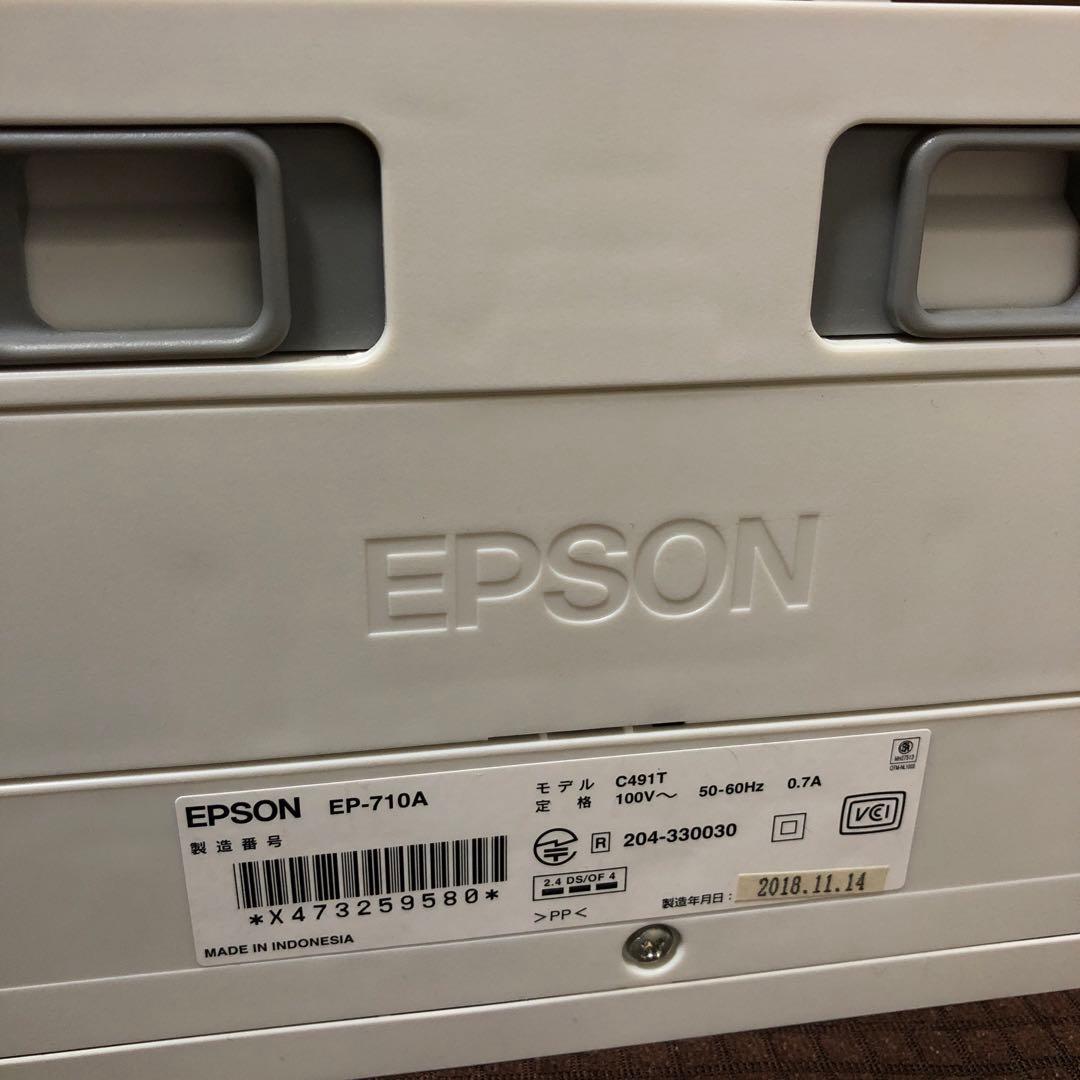 EPSON
EPSON EP-710A
モデル C491T
定格 100V～ 50-60Hz 0.7A
製造番号
*X473259580*
MADE IN INDONESIA
R 204-330030
2.4 DS/OF 4
>PP<
VCI
製造年月日： 2018.11.14